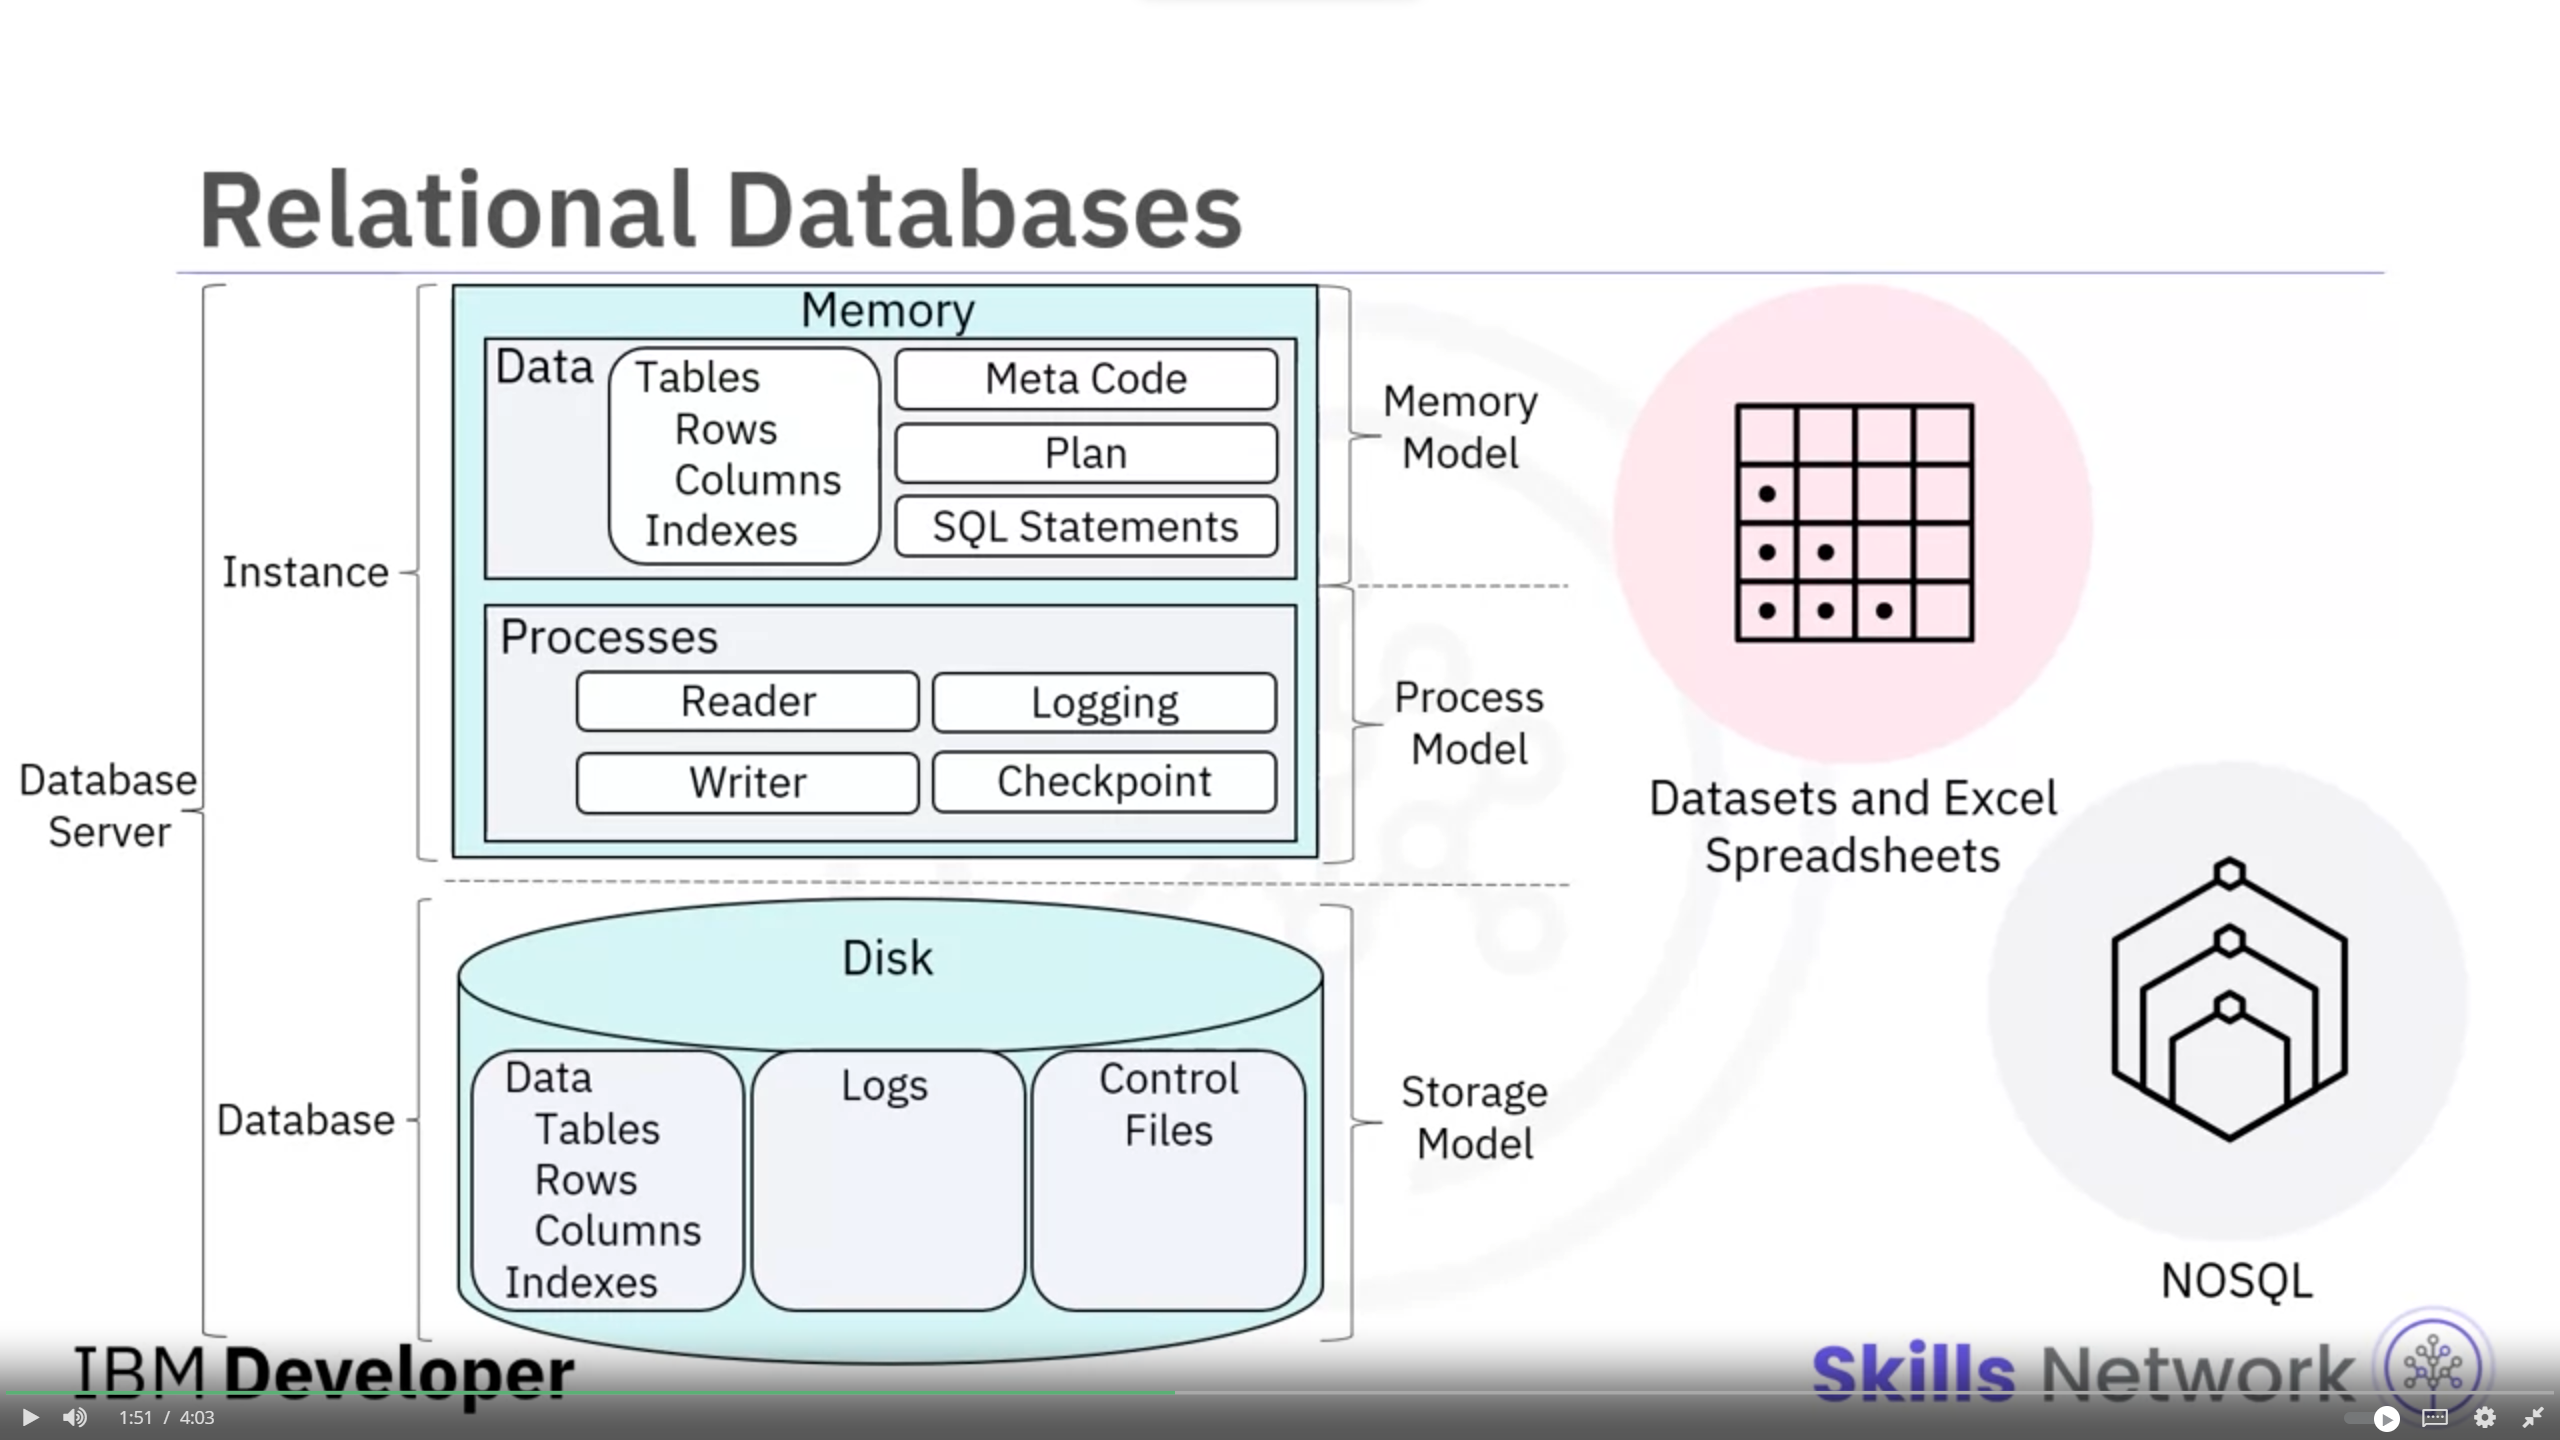 Relational Databases
Database
Server
Instance
Memory
Data
Tables
Rows
Columns
Indexes
Meta Code
Plan
SQL Statements
Memory
Model
Processes
Reader
Logging
Writer
Checkpoint
Process
Model
Database
Disk
Data
Tables
Rows
Columns
Indexes
Logs
Control
Files
Storage
Model
Datasets and Excel
Spreadsheets
NOSQL
IBM Developer
Skills Network
1:51 / 4:03